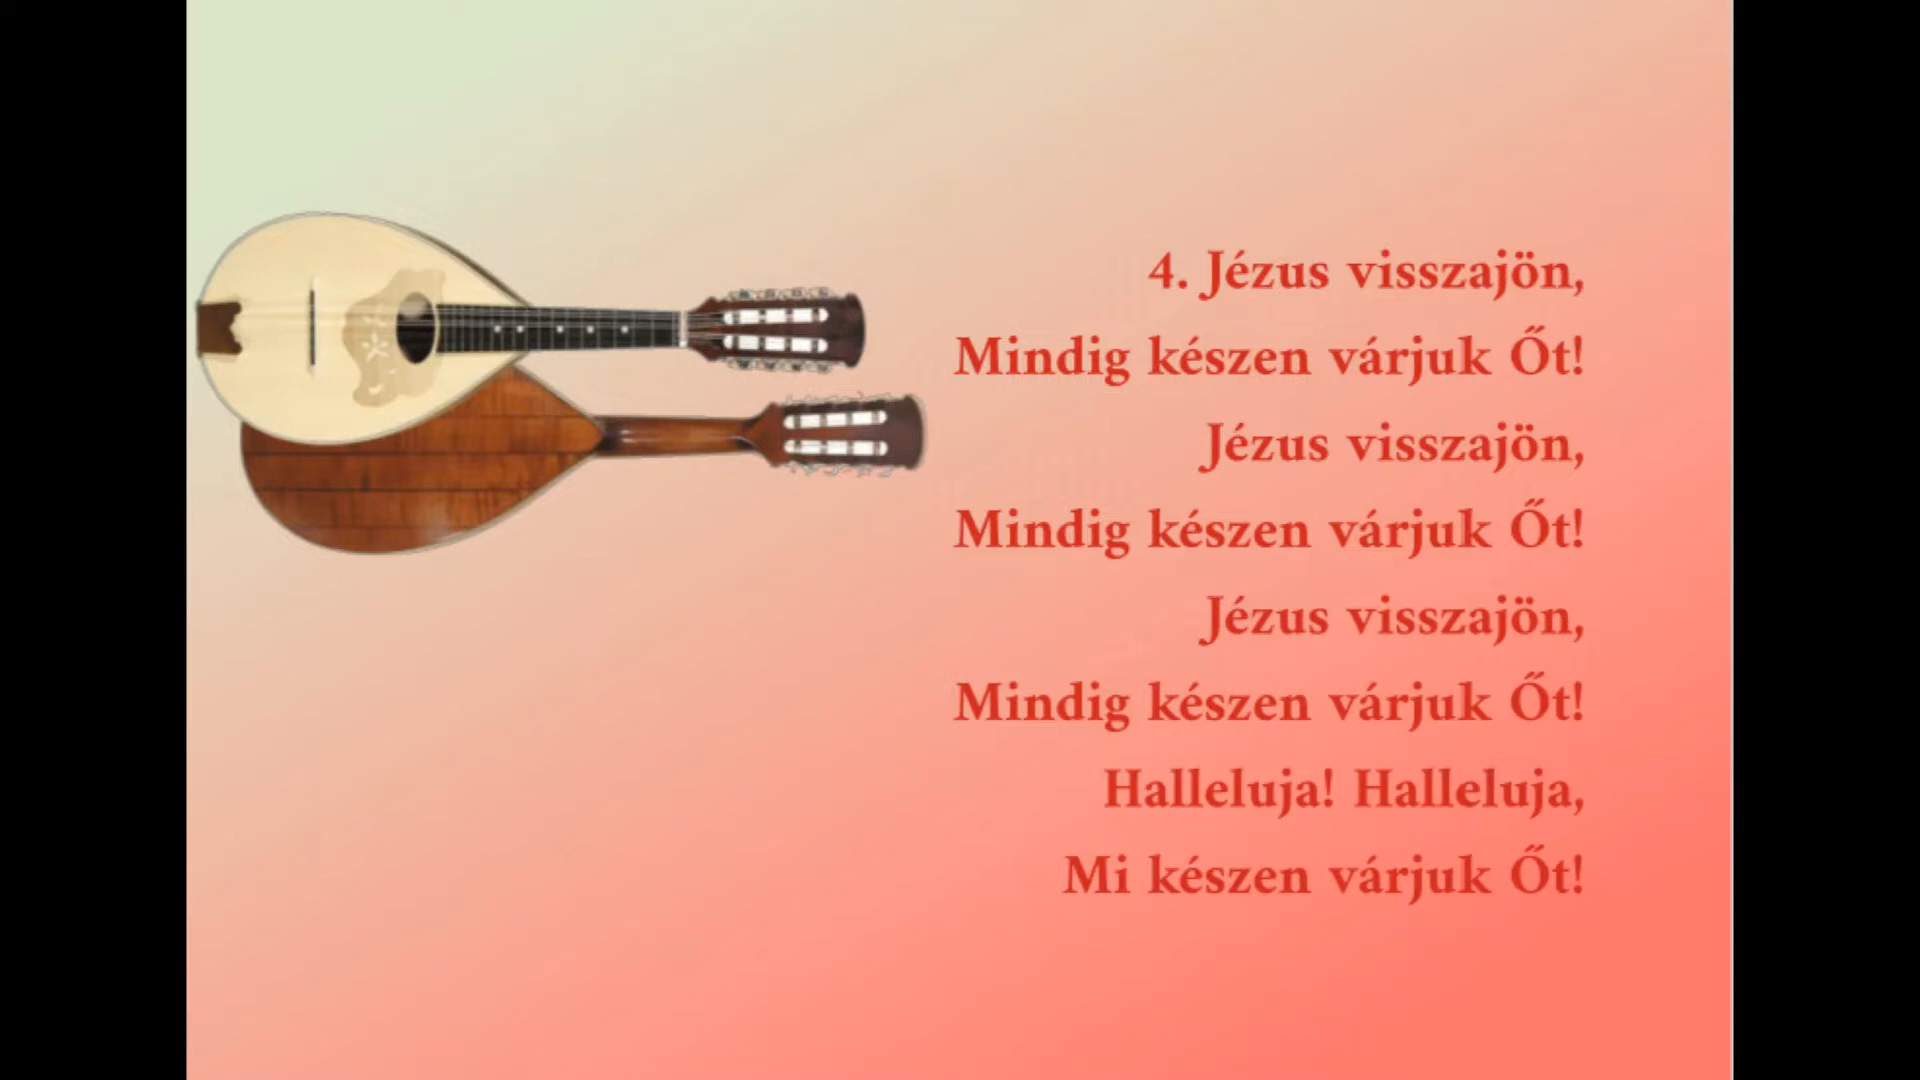 4. Jézus visszajön,
Mindig készen várjuk Őt!
Jézus visszajön,
Mindig készen várjuk Őt!
Jézus visszajön,
Mindig készen várjuk Őt!
Halleluja! Halleluja,
Mi készen várjuk Őt!